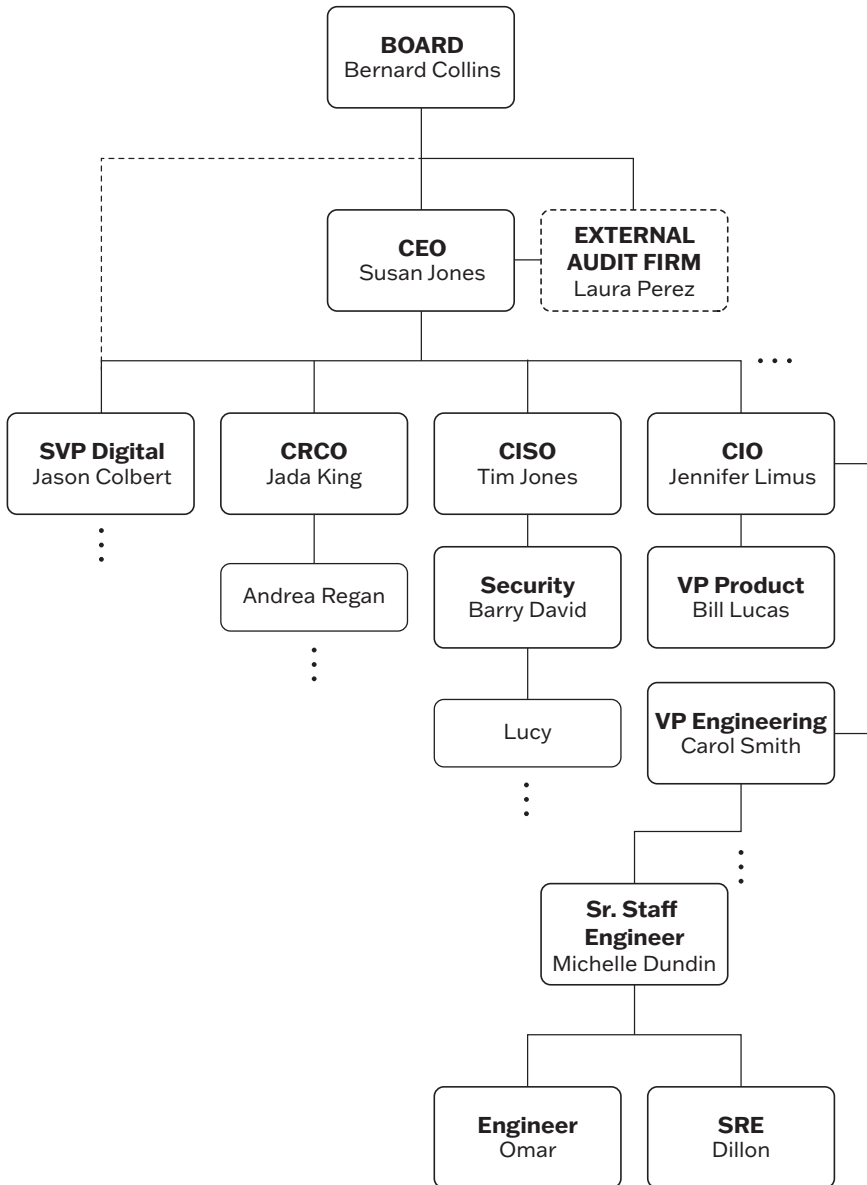 BOARD
Bernard Collins
CEO
Susan Jones
EXTERNAL
AUDIT FIRM
Laura Perez
SVP Digital
Jason Colbert
CRCO
Jada King
CISO
Tim Jones
CIO
Jennifer Limus
Andrea Regan
Security
Barry David
VP Product
Bill Lucas
Lucy
VP Engineering
Carol Smith
Sr. Staff
Engineer
Michelle Dundin
Engineer
Omar
SRE
Dillon